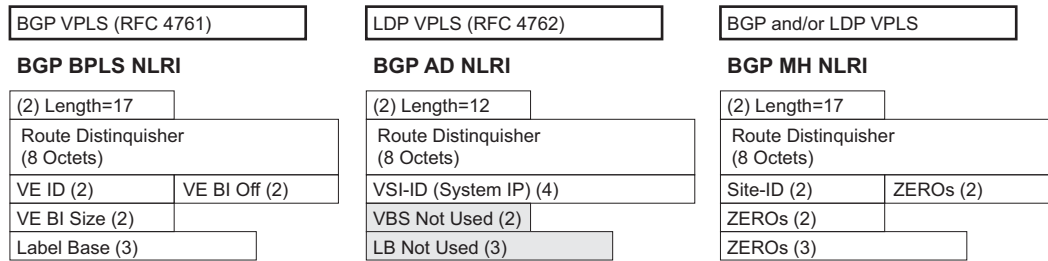 BGP VPLS (RFC 4761)
BGP BPLS NLRI
(2) Length=17
Route Distinquisher
(8 Octets)
VE ID (2)
VE BI Off (2)
VE BI Size (2)
Label Base (3)
LDP VPLS (RFC 4762)
BGP AD NLRI
(2) Length=12
Route Distinquisher
(8 Octets)
VSI-ID (System IP) (4)
VBS Not Used (2)
LB Not Used (3)
BGP and/or LDP VPLS
BGP MH NLRI
(2) Length=17
Route Distinquisher
(8 Octets)
Site-ID (2)
ZEROs (2)
ZEROs (2)
ZEROs (3)